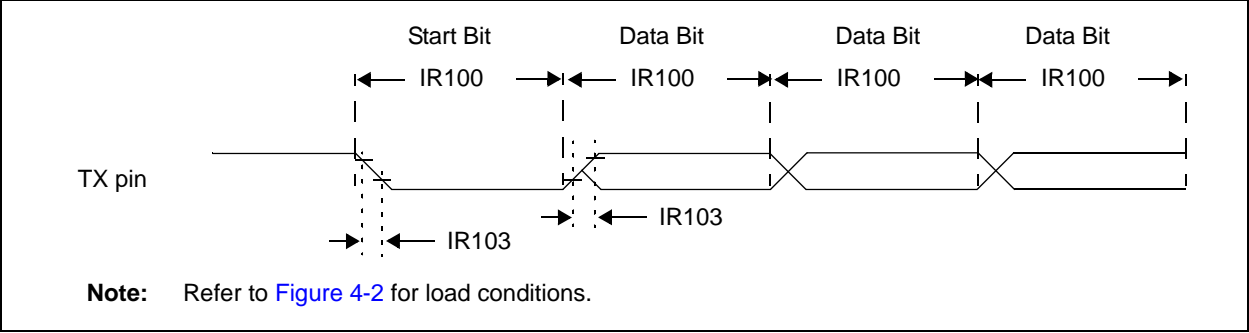 Start Bit Data Bit Data Bit Data Bit
IR100 IR100 IR100 IR100
TX pin
IR103
IR103
Note: Refer to Figure 4-2 for load conditions.